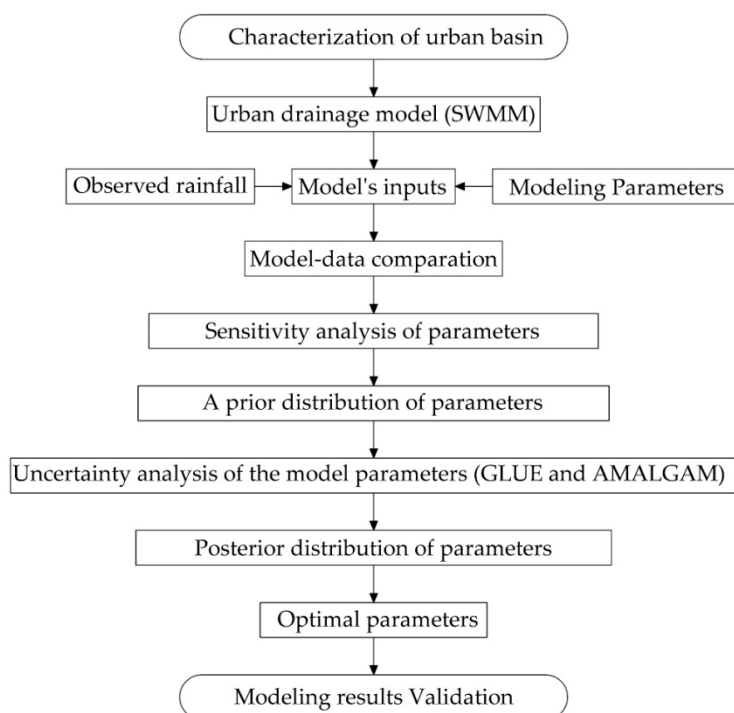 Characterization of urban basin
Urban drainage model (SWMM)
Observed rainfall
Model's inputs
Modeling Parameters
Model-data comparation
Sensitivity analysis of parameters
A prior distribution of parameters
Uncertainty analysis of the model parameters (GLUE and AMALGAM)
Posterior distribution of parameters
Optimal parameters
Modeling results Validation